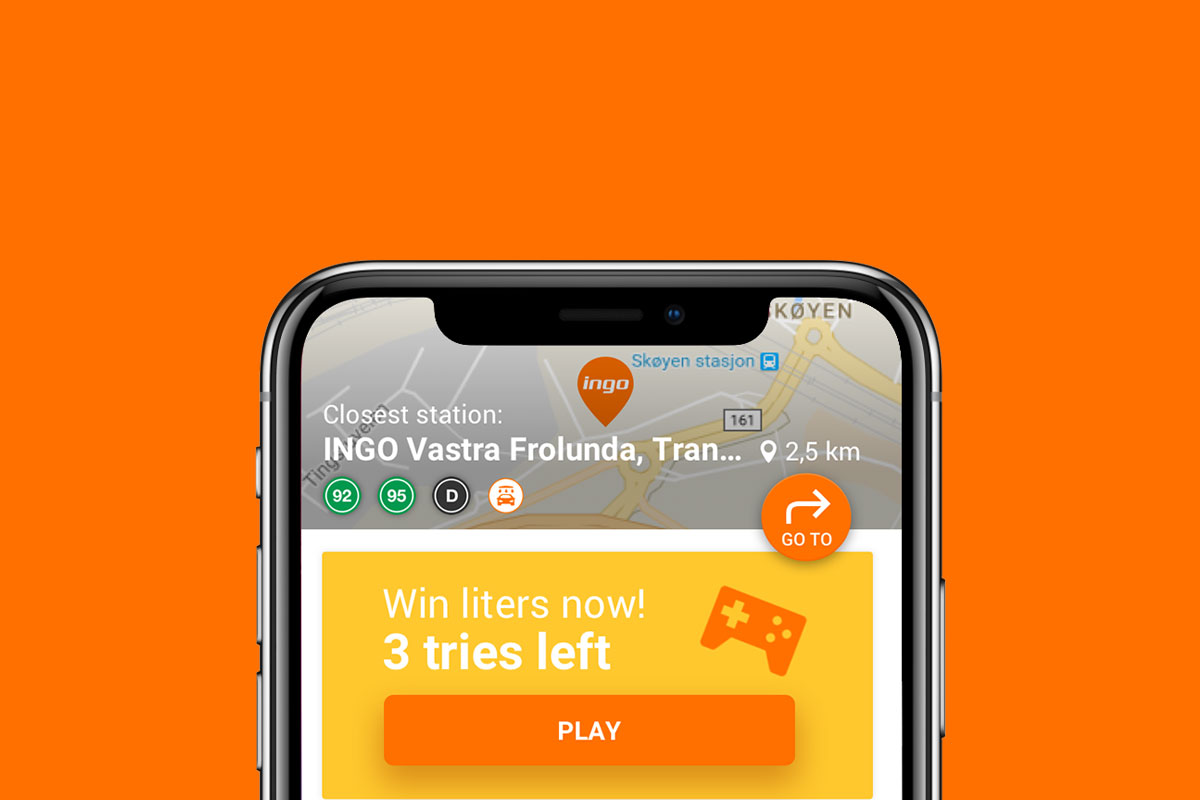 SKØYEN
Skøyen stasjon
ingo
161
Closest station:
INGO Vastra Frolunda, Tran...
2,5 km
92
95
D
GO TO
Win liters now!
3 tries left
PLAY